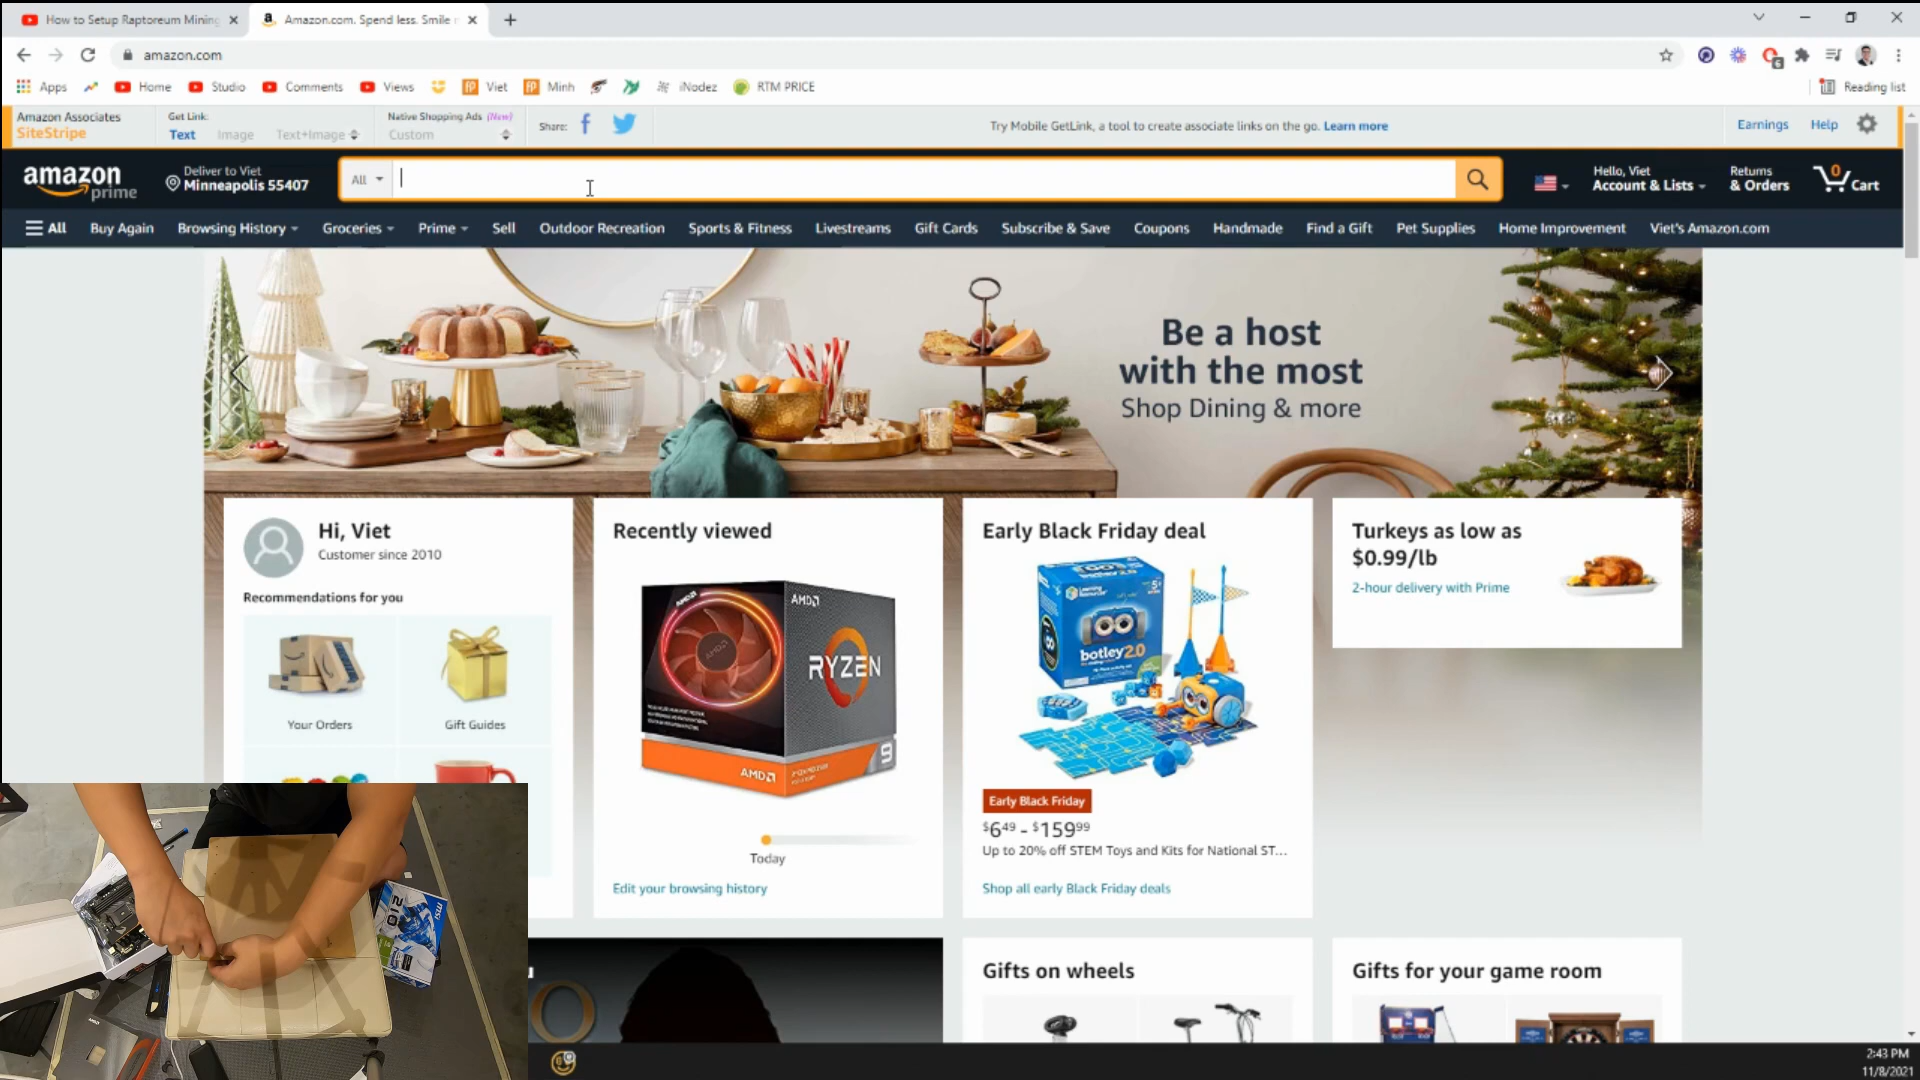 How to Setup Raptoreum Mining
Amazon.com. Spend less. Smile
amazon.com
Apps
Home
Studio
Comments
Views
Viet
Minh
iNodez
RTM PRICE
Reading list
Amazon Associates
SiteStripe
Get Link:
Text
Image
Text+Image
Native Shopping Ads (New)
Custom
Share:
Try Mobile GetLink, a tool to create associate links on the go. Learn more
Earnings
Help
amazon
prime
Deliver to Viet
Minneapolis 55407
All
Hello, Viet
Account & Lists
Returns
& Orders
0
Cart
All
Buy Again
Browsing History
Groceries
Prime
Sell
Outdoor Recreation
Sports & Fitness
Livestreams
Gift Cards
Subscribe & Save
Coupons
Handmade
Find a Gift
Pet Supplies
Home Improvement
Viet's Amazon.com
Be a host
with the most
Shop Dining & more
Hi, Viet
Customer since 2010
Recommendations for you
Your Orders
Gift Guides
Recently viewed
AMD
AMD
RYZEN
9
AMD
Today
Edit your browsing history
Early Black Friday deal
botley 2.0
Early Black Friday
$6.49 - $159.99
Up to 20% off STEM Toys and Kits for National ST...
Shop all early Black Friday deals
Turkeys as low as
$0.99/lb
2-hour delivery with Prime
Gifts on wheels
Gifts for your game room
msi
2:43 PM
11/8/2021